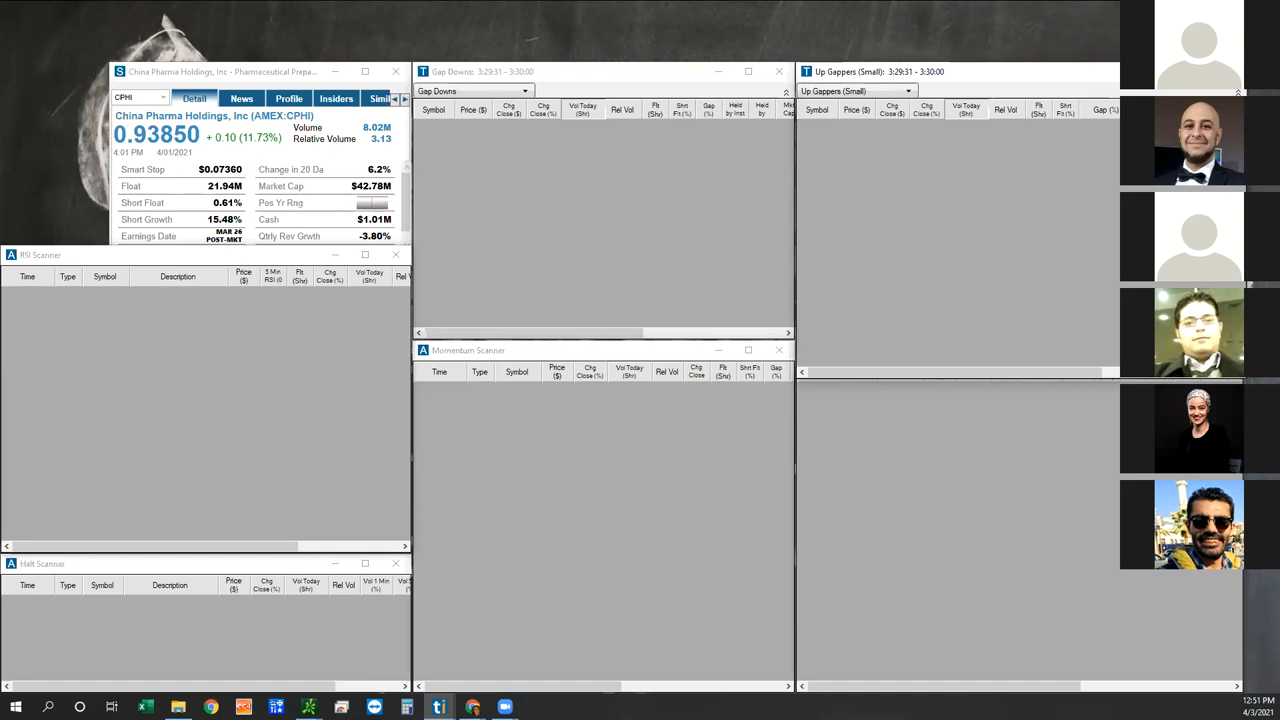 China Pharma Holdings, Inc - Pharmaceutical Prepa...
CPHI Detail News Profile Insiders Simil
China Pharma Holdings, Inc (AMEX:CPHI)
0.93850 + 0.10 (11.73%)
Volume 8.02M
Relative Volume 3.13
4:01 PM 4/01/2021
Smart Stop $0.07360 Change in 20 Da 6.2%
Float 21.94M Market Cap $42.78M
Short Float 0.61% Pos Yr Rng
Short Growth 15.48% Cash $1.01M
Earnings Date MAR 26 POST-MKT Qtrly Rev Grwth -3.80%
Gap Downs: 3:29:31 - 3:30:00
Gap Downs
Symbol Price ($) Chg Close ($) Chg Close (%) Vol Today (Shr) Rel Vol Flt (Shr) Shrt Flt (%) Gap (%) Held by Inst Held by Mkt Cap
Up Gappers (Small): 3:29:31 - 3:30:00
Up Gappers (Small)
Symbol Price ($) Chg Close ($) Chg Close (%) Vol Today (Shr) Rel Vol Flt (Shr) Shrt Flt (%) Gap (%)
RSI Scanner
Time Type Symbol Description Price ($) 5 Min RSI (0 Flt (Shr) Chg Close (%) Vol Today (Shr) Rel V
Momentum Scanner
Time Type Symbol Price ($) Chg Close (%) Vol Today (Shr) Rel Vol Chg Close Flt (Shr) Shrt Flt (%) Gap (%)
Halt Scanner
Time Type Symbol Description Price ($) Chg Close (%) Vol Today (Shr) Rel Vol Vol 1 Min (%) Vol 5 (%)
12:51 PM
4/3/2021